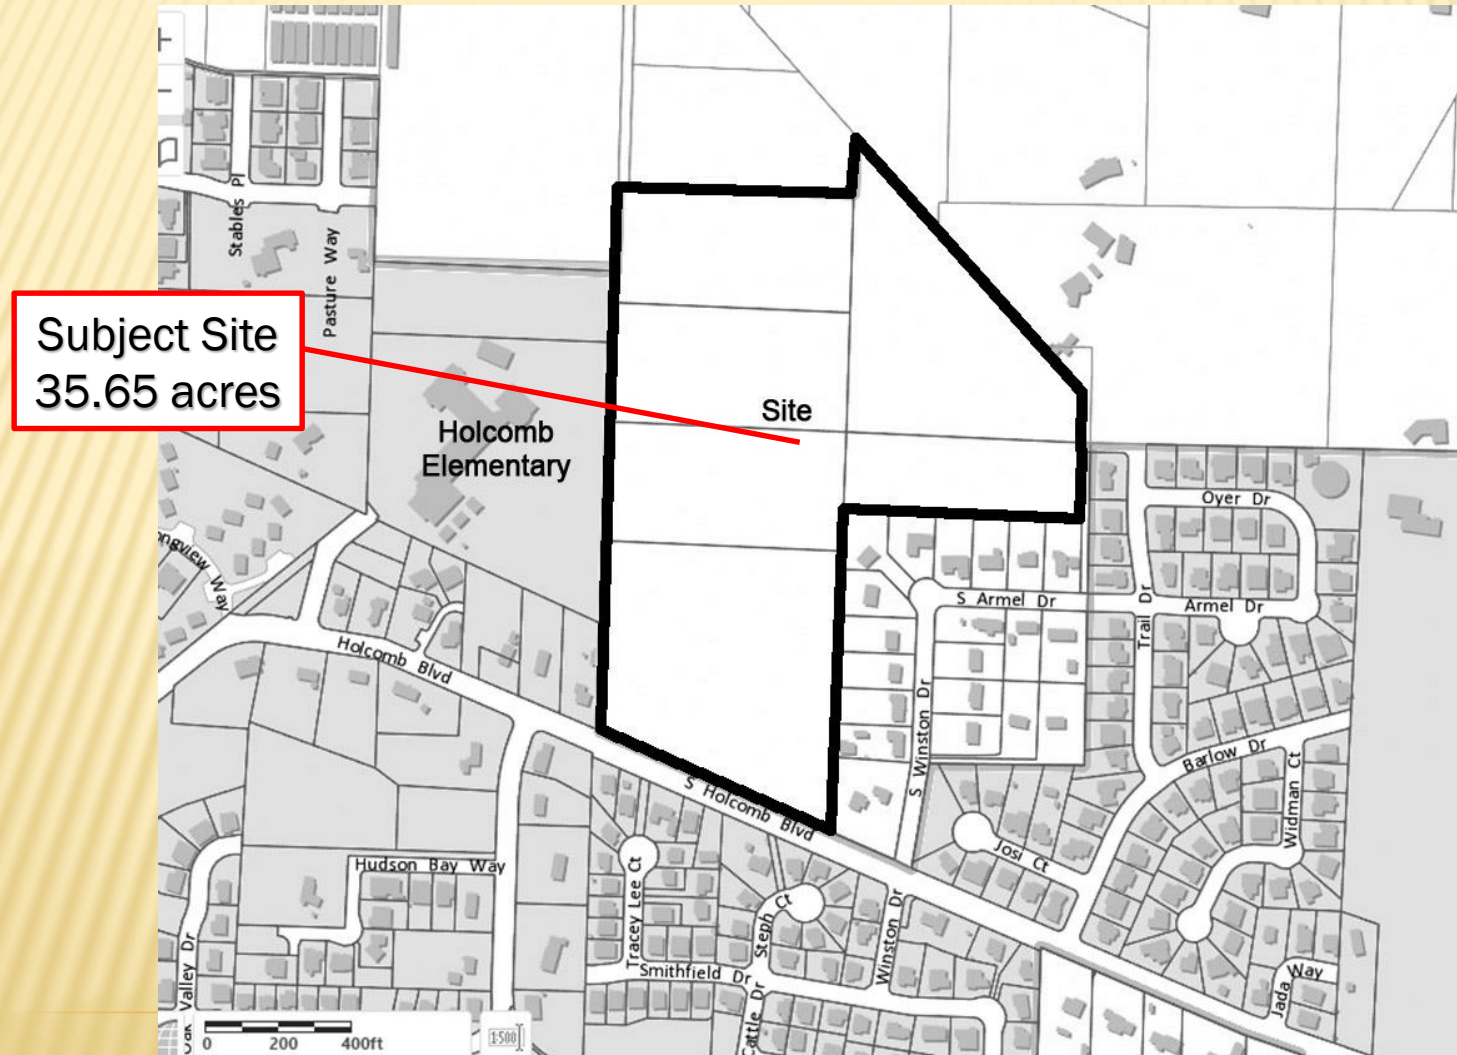 Stables Pl
Pasture Way
Subject Site
35.65 acres
Site
Holcomb
Elementary
Oyer Dr
S Armel Dr
Trail Dr
Armel Dr
Holcomb Blvd
S Winston Dr
Barlow Dr
Widman Ct
S Holcomb Blvd
Josi Ct
Hudson Bay Way
Tracey Lee Ct
Steph Ct
Winston Dr
Smithfield Dr
Cattle Dr
Valley Dr
Jada Way
0 200 400ft
1:500